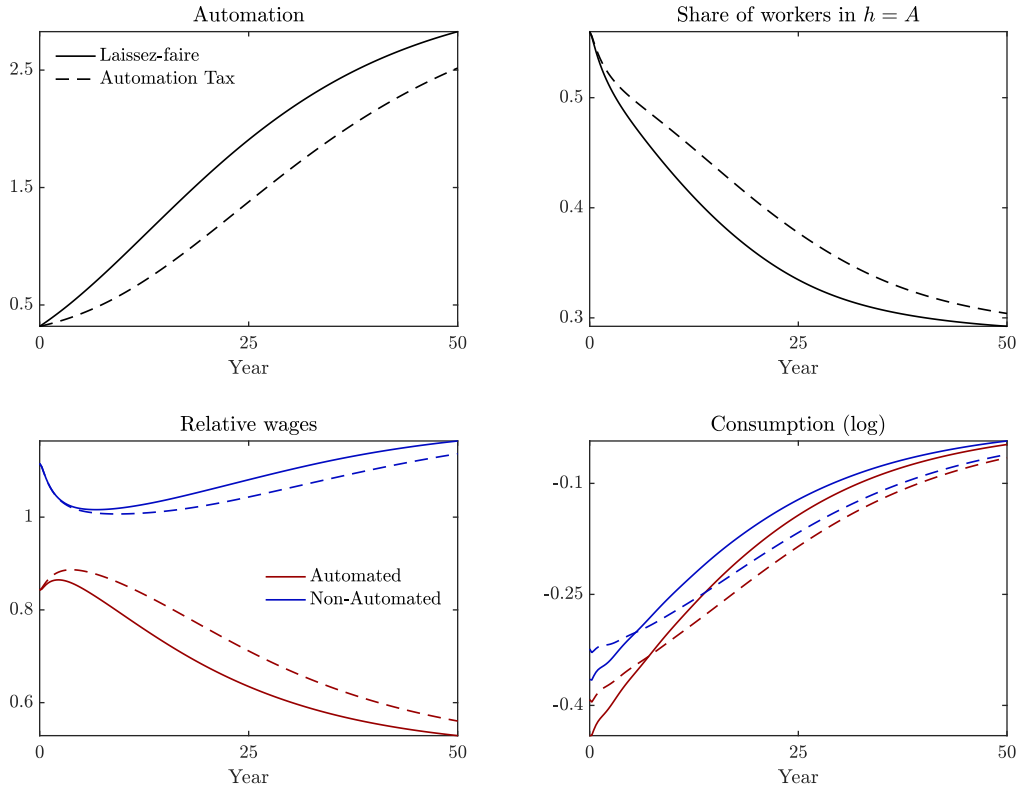 Automation
Laissez-faire
Automation Tax
2.5
1.5
0.5
0
25
50
Year
Share of workers in h = A
0.5
0.4
0.3
0
25
50
Year
Relative wages
1
0.8
0.6
Automated
Non-Automated
0
25
50
Year
Consumption (log)
-0.1
-0.25
-0.4
0
25
50
Year